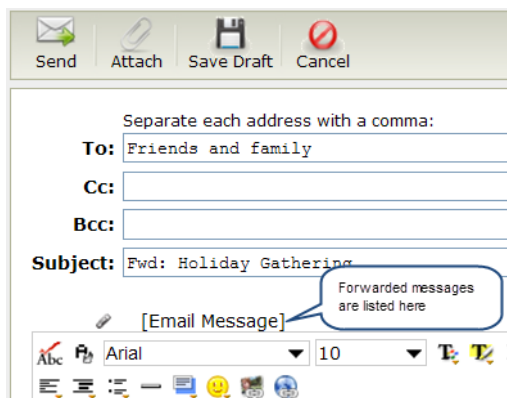 Send Attach Save Draft Cancel
Separate each address with a comma:
To: Friends and family
Cc:
Bcc:
Subject: Fwd: Holiday Gathering
Forwarded messages
are listed here
[Email Message]
Abc Arial 10 T T